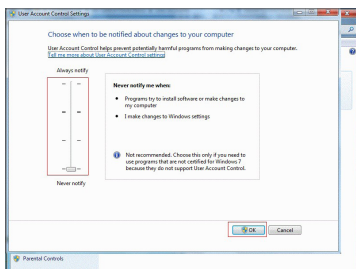 User Account Control Settings
Choose when to be notified about changes to your computer
User Account Control helps prevent potentially harmful programs from making changes to your computer.
Tell me more about User Account Control settings
Always notify
Never notify me when:
• Programs try to install software or make changes to
my computer
• I make changes to Windows settings
Not recommended. Choose this only if you need to
use programs that are not certified for Windows 7
because they do not support User Account Control.
Never notify
OK
Cancel
Parental Controls